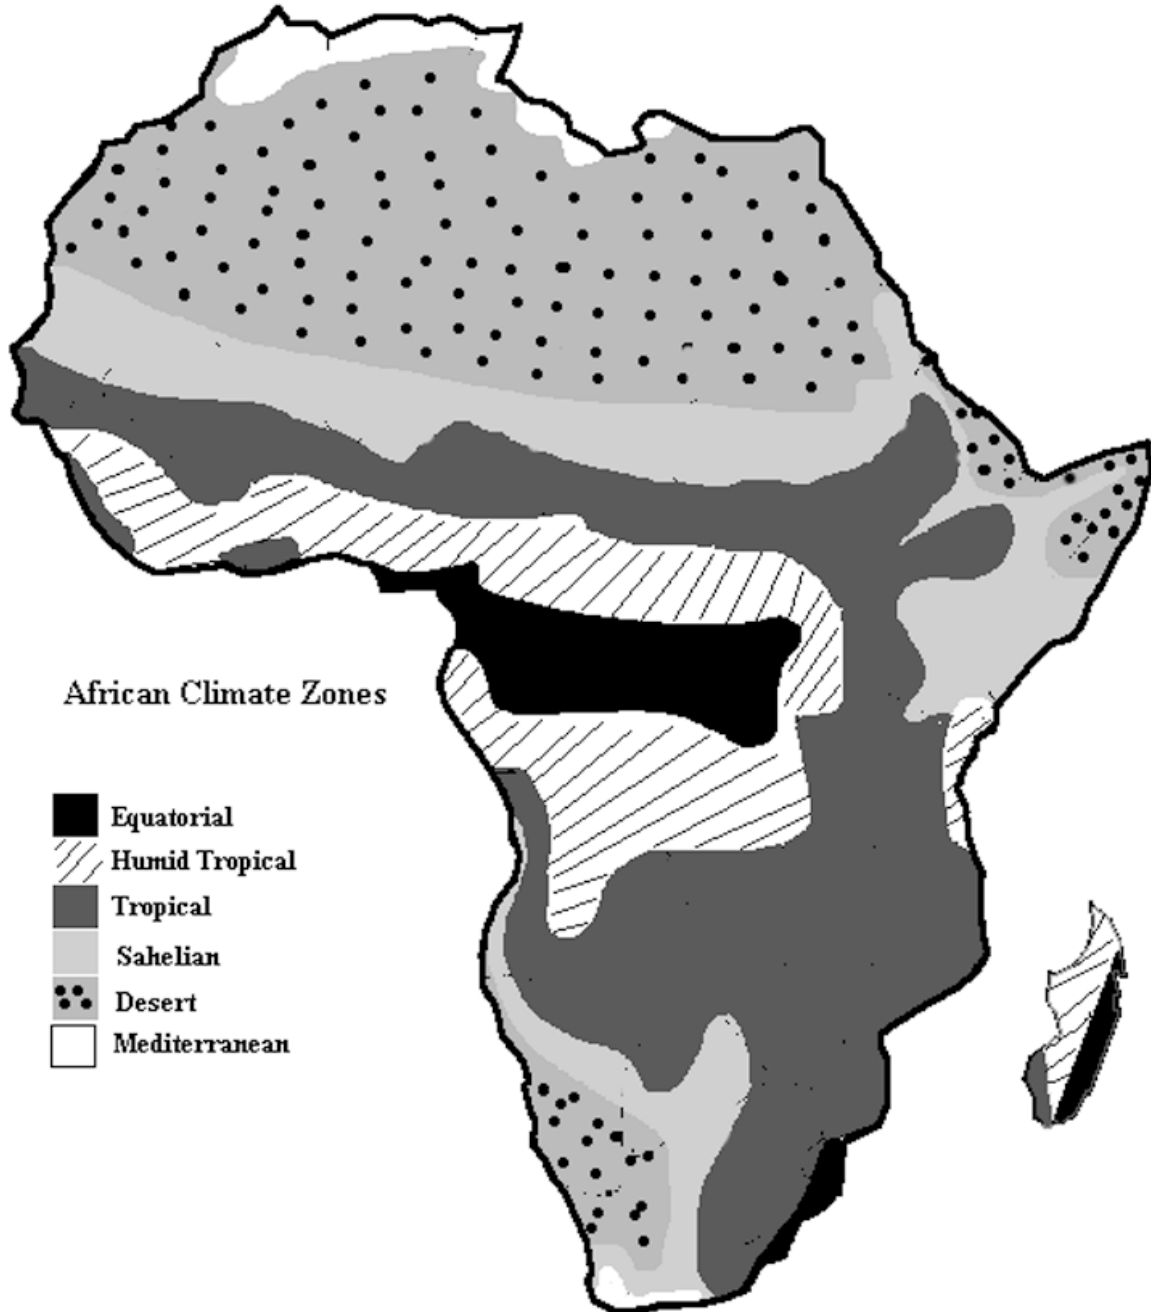 African Climate Zones
Equatorial
Humid Tropical
Tropical
Sahelian
Desert
Mediterranean